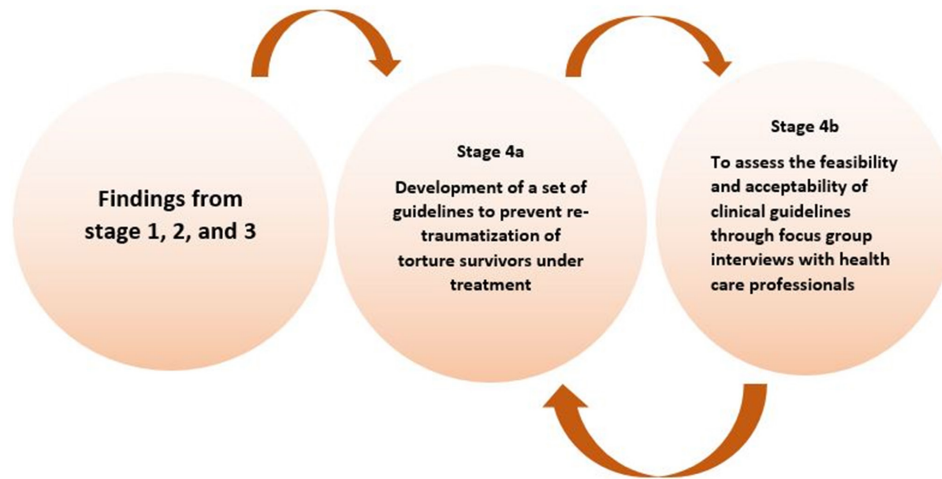 Findings from
stage 1, 2, and 3
Stage 4a
Development of a set of
guidelines to prevent re-
traumatization of
torture survivors under
treatment
Stage 4b
To assess the feasibility
and acceptability of
clinical guidelines
through focus group
interviews with health
care professionals